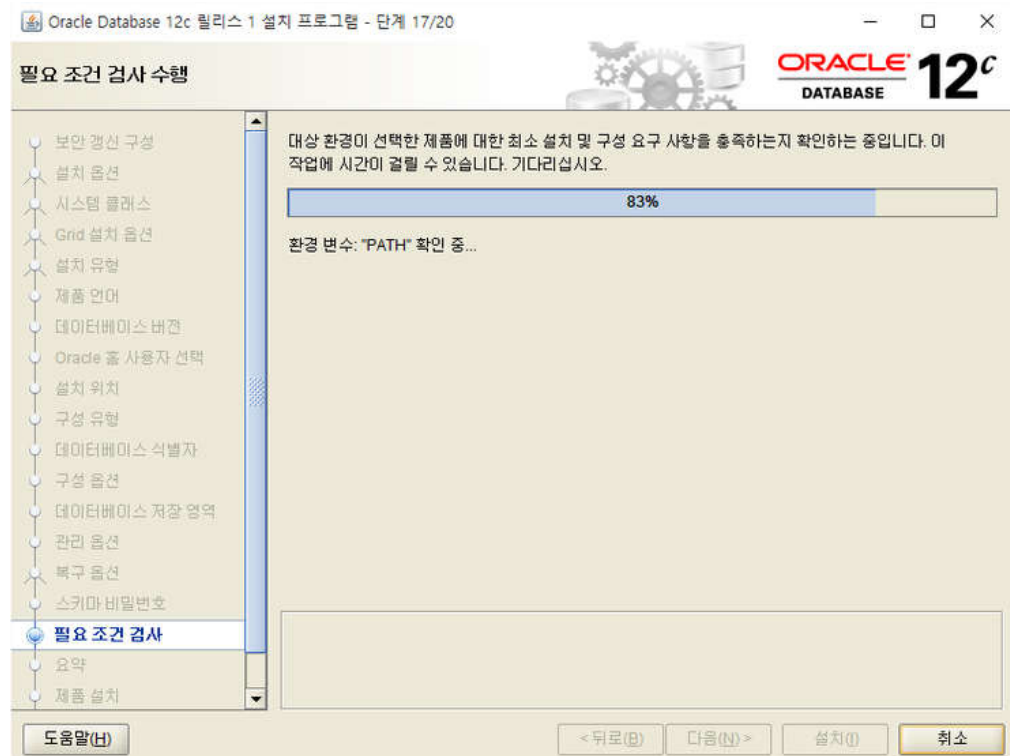 Oracle Database 12c 릴리스 1 설치 프로그램 - 단계 17/20
필요 조건 검사 수행
ORACLE
DATABASE
12c
보안 갱신 구성
설치 옵션
시스템 클래스
Grid 설치 옵션
설치 유형
제품 언어
데이터베이스 버전
Oracle 홈 사용자 선택
설치 위치
구성 유형
데이터베이스 식별자
구성 옵션
데이터베이스 저장 영역
관리 옵션
복구 옵션
스키마 비밀번호
필요 조건 검사
요약
제품 설치
대상 환경이 선택한 제품에 대한 최소 설치 및 구성 요구 사항을 충족하는지 확인하는 중입니다. 이
작업에 시간이 걸릴 수 있습니다. 기다리십시오.
83%
환경 변수: "PATH" 확인 중...
도움말(H)
< 뒤로(B)
다음(N) >
설치(I)
취소